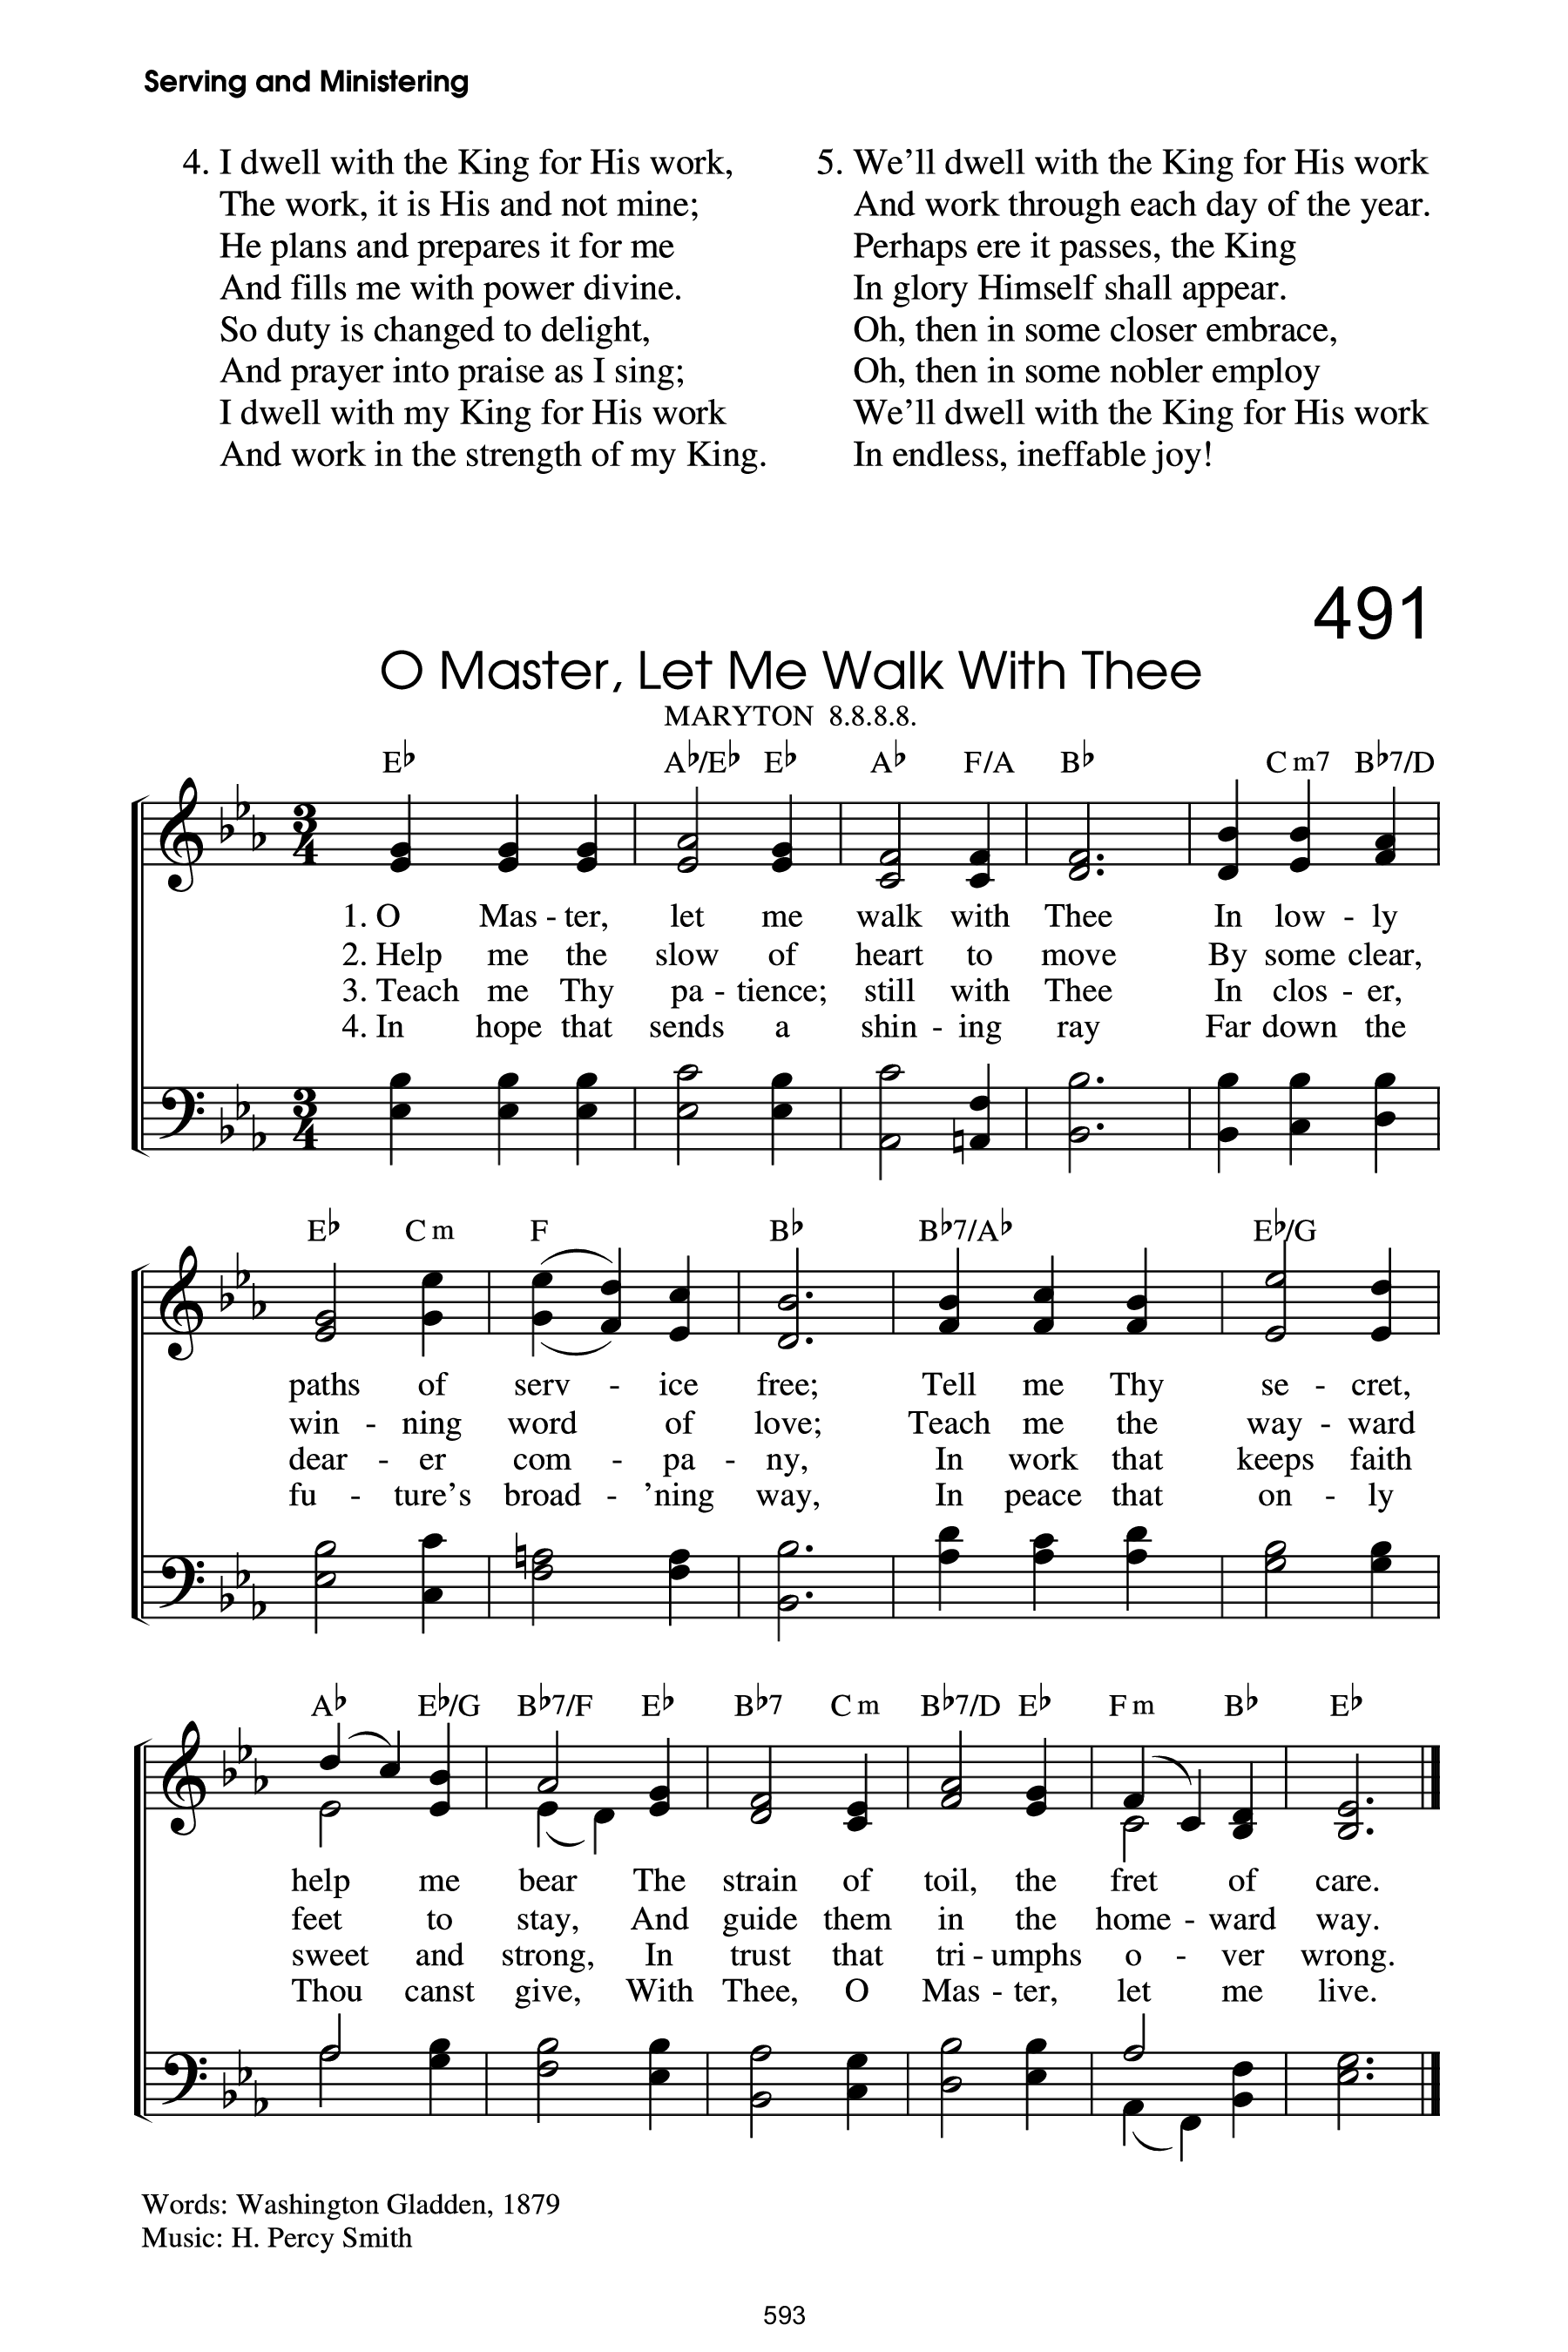 Serving and Ministering
4. I dwell with the King for His work,
The work, it is His and not mine;
He plans and prepares it for me
And fills me with power divine.
So duty is changed to delight,
And prayer into praise as I sing;
I dwell with my King for His work
And work in the strength of my King.
5. We'll dwell with the King for His work
And work through each day of the year.
Perhaps ere it passes, the King
In glory Himself shall appear.
Oh, then in some closer embrace,
Oh, then in some nobler employ
We'll dwell with the King for His work
In endless, ineffable joy!
491
O Master, Let Me Walk With Thee
MARYTON 8.8.8.8.
E♭ A♭/E♭ E♭ A♭ F/A B♭ C m7 B♭7/D
3 4
1. O Mas - ter, let me walk with Thee In low - ly
2. Help me the slow of heart to move By some clear,
3. Teach me Thy pa - tience; still with Thee In clos - er,
4. In hope that sends a shin - ing ray Far down the
3 4
E♭ C m F B♭ B♭7/A♭ E♭/G
paths of serv - ice free; Tell me Thy se - cret,
win - ning word of love; Teach me the way - ward
dear - er com - pa - ny, In work that keeps faith
fu - ture's broad - 'ning way, In peace that on - ly
A♭ E♭/G B♭7/F E♭ B♭7 C m B♭7/D E♭ F m B♭ E♭
help me bear The strain of toil, the fret of care.
feet to stay, And guide them in the home - ward way.
sweet and strong, In trust that tri - umphs o - ver wrong.
Thou canst give, With Thee, O Mas - ter, let me live.
Words: Washington Gladden, 1879
Music: H. Percy Smith
593